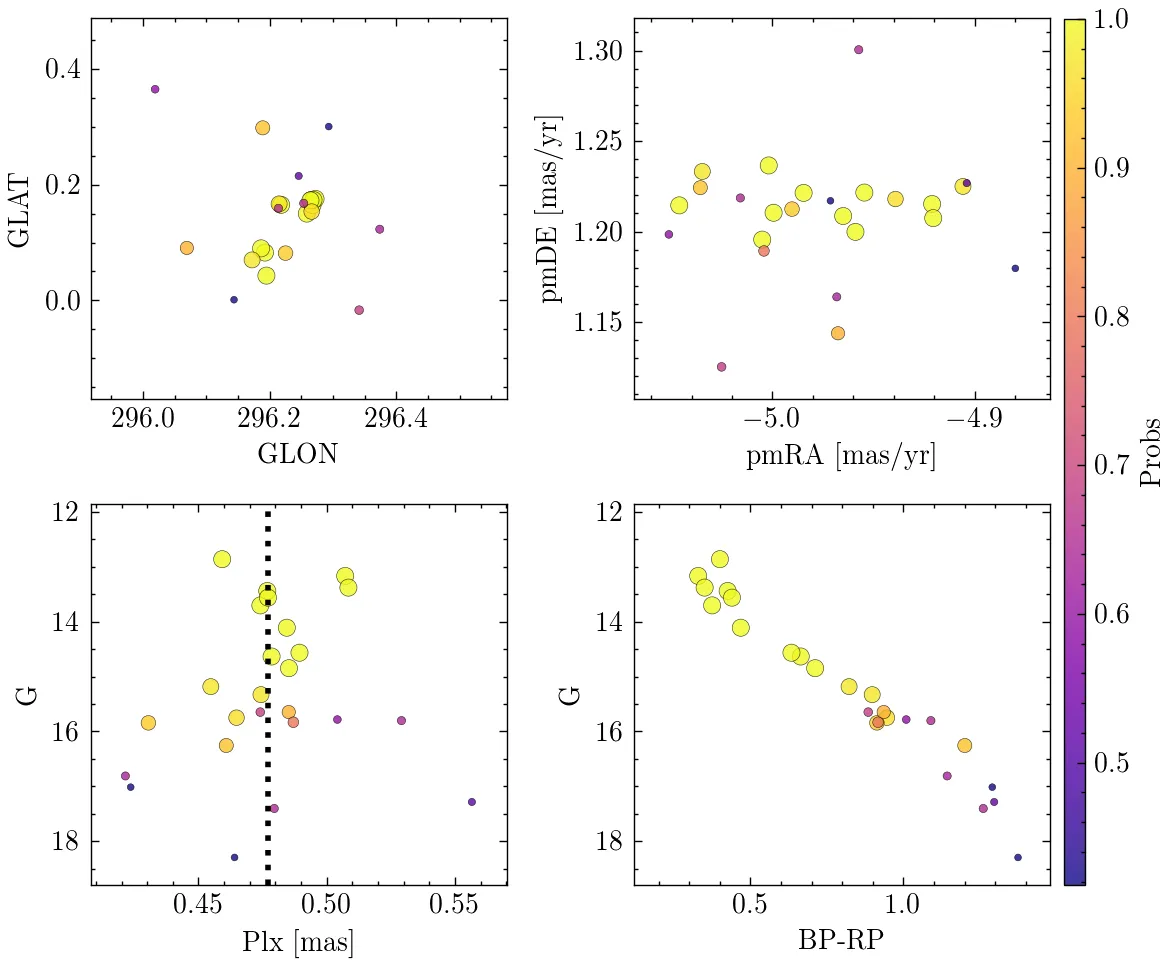 0.4
0.2
0.0
GLAT
296.0 296.2 296.4
GLON
1.30
1.25
1.20
1.15
pmDE [mas/yr]
−5.0 −4.9
pmRA [mas/yr]
12
14
16
18
G
0.45 0.50 0.55
Plx [mas]
12
14
16
18
G
0.5 1.0
BP-RP
1.0
0.9
0.8
0.7
0.6
0.5
Probs